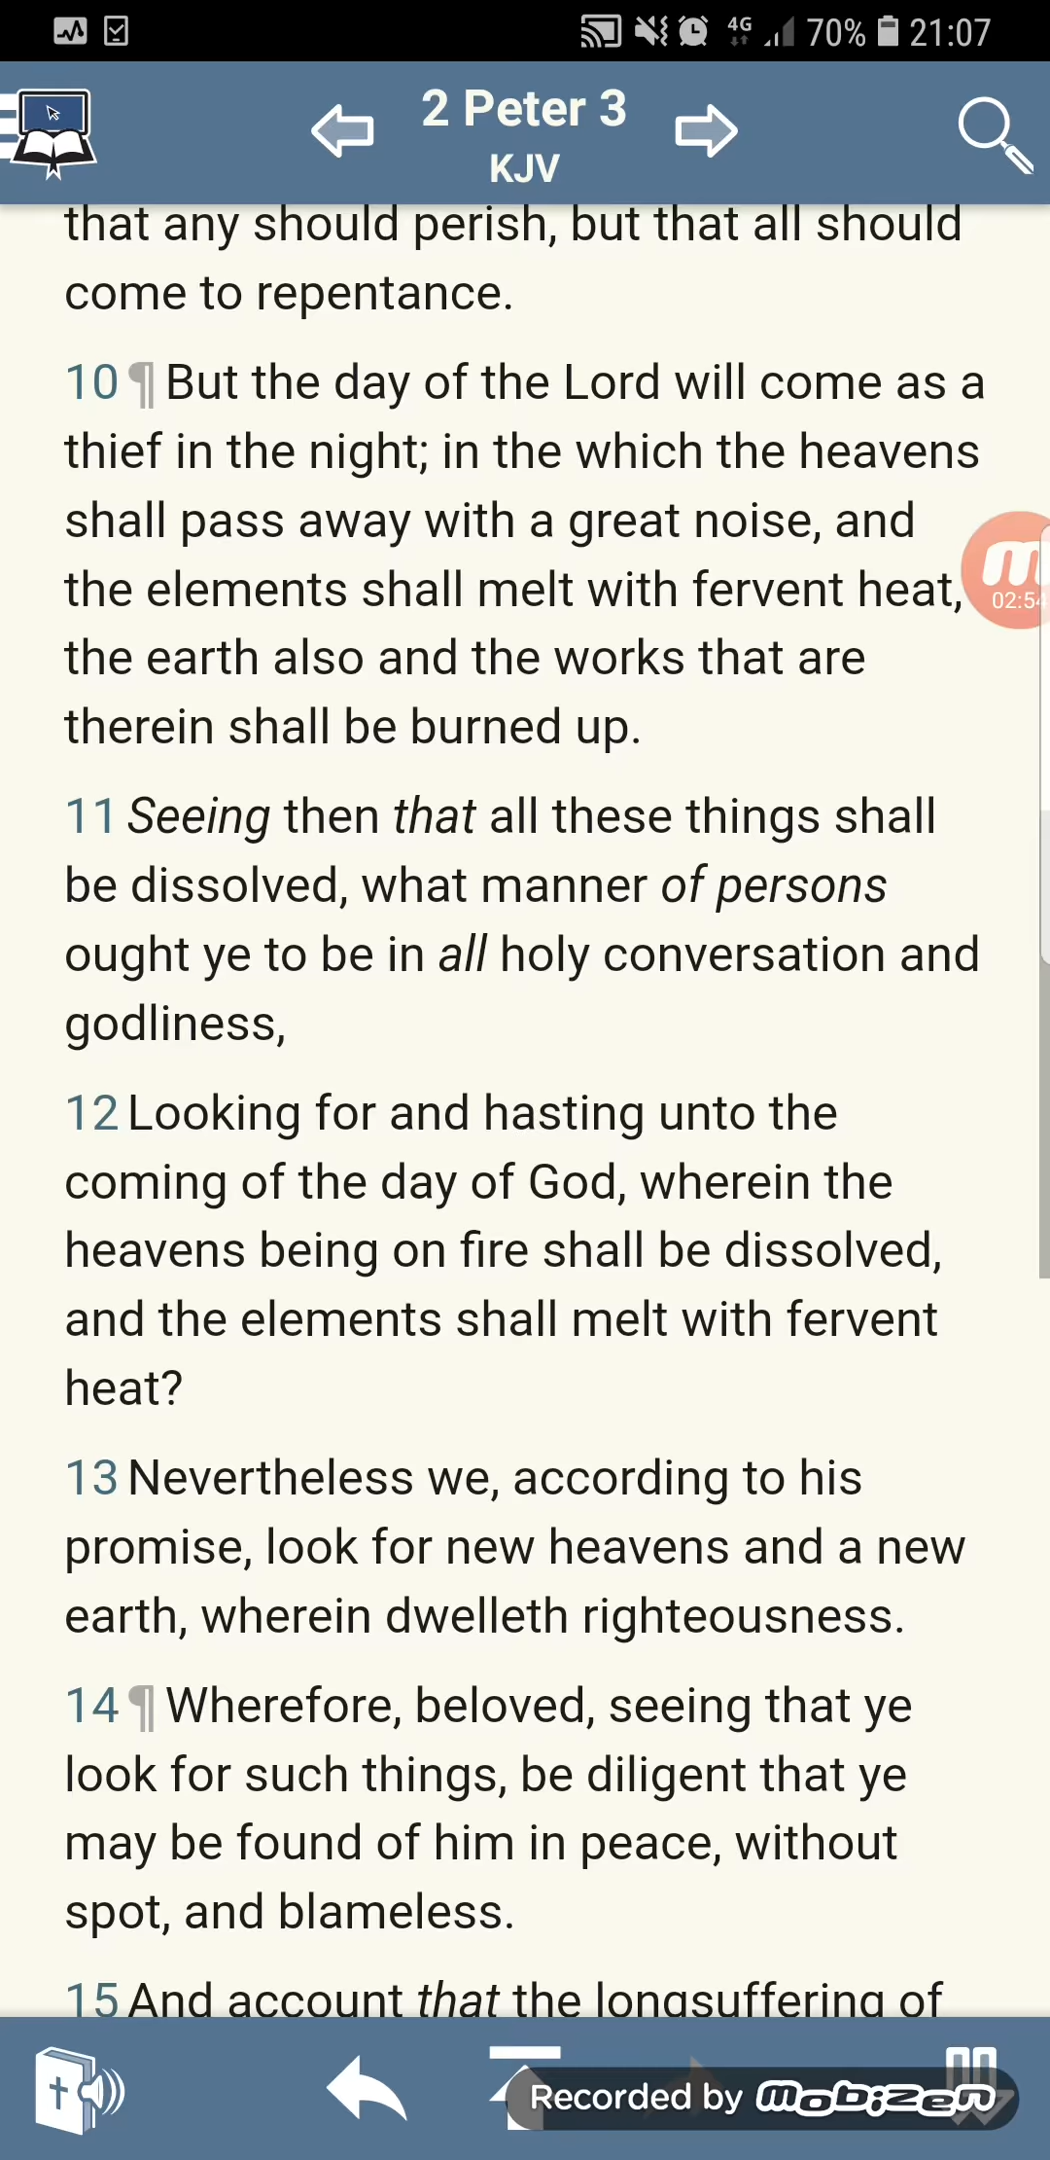 4G 70% 21:07
2 Peter 3
KJV
that any should perish, but that all should
come to repentance.
10 ¶ But the day of the Lord will come as a
thief in the night; in the which the heavens
shall pass away with a great noise, and
the elements shall melt with fervent heat,
02:54
the earth also and the works that are
therein shall be burned up.
11 Seeing then that all these things shall
be dissolved, what manner of persons
ought ye to be in all holy conversation and
godliness,
12 Looking for and hasting unto the
coming of the day of God, wherein the
heavens being on fire shall be dissolved,
and the elements shall melt with fervent
heat?
13 Nevertheless we, according to his
promise, look for new heavens and a new
earth, wherein dwelleth righteousness.
14 ¶ Wherefore, beloved, seeing that ye
look for such things, be diligent that ye
may be found of him in peace, without
spot, and blameless.
15 And account that the longsuffering of
Recorded by mobizen